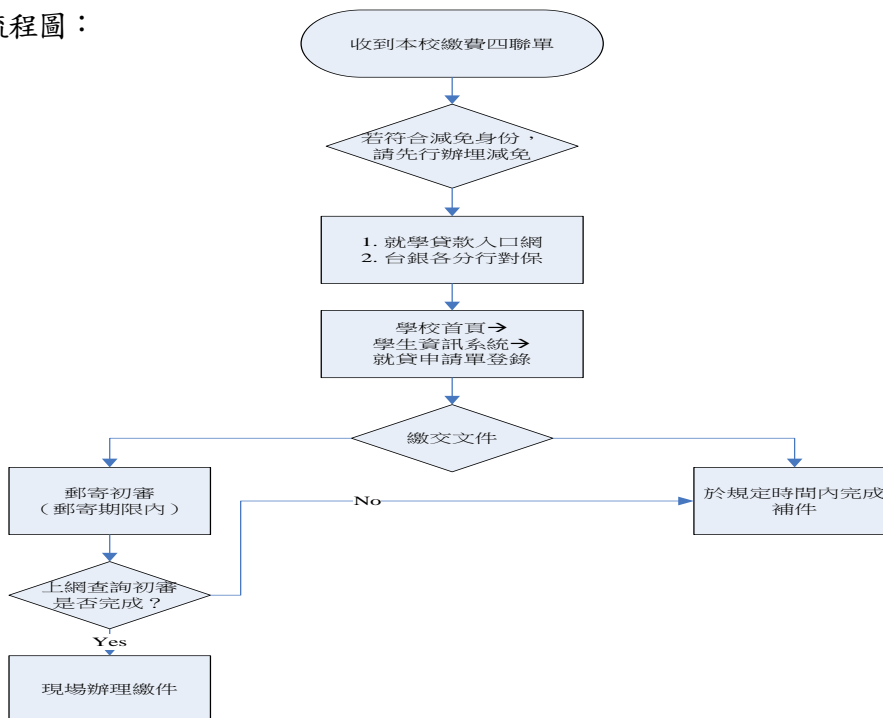 流程圖：
收到本校繳費四聯單
若符合減免身份，
請先行辦理減免
1. 就學貸款入口網
2. 台銀各分行對保
學校首頁→
學生資訊系統→
就貸申請單登錄
繳交文件
郵寄初審
（郵寄期限內）
No
於規定時間內完成
補件
上網查詢初審
是否完成？
Yes
現場辦理繳件